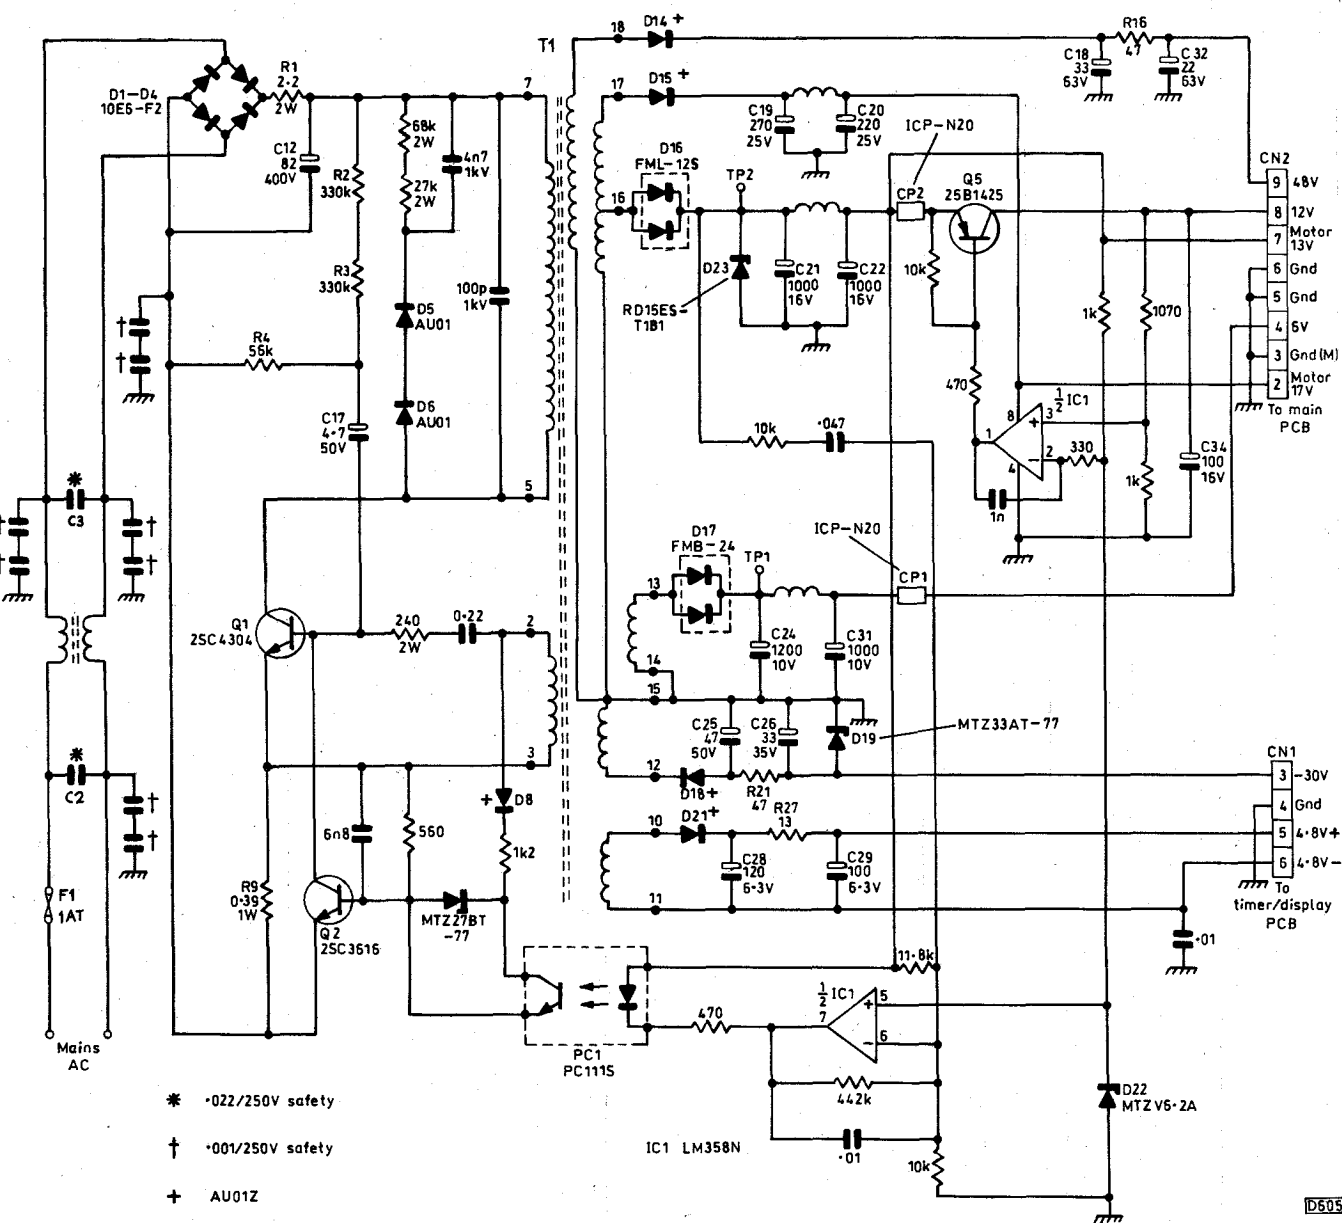 T1
18
D14 +
R16
47
C18
33
63V
C32
22
63V
D1-D4
10E6-F2
R1
2·2
2W
7
17
D15 +
C19
270
25V
C20
220
25V
ICP-N20
CN2
68k
2W
C12
82
400V
R2
330k
4n7
1kV
27k
2W
D16
FML-12S
16
TP2
CP2
Q5
2SB1425
9 48V
8 12V
7 Motor
13V
6 Gnd
5 Gnd
4 6V
3 Gnd(M)
2 Motor
17V
To main
PCB
R3
330k
100p
1kV
D5
AU01
D23
RD15ES-
T1B1
C21
1000
16V
C22
1000
16V
10k
1k
1070
†
†
R4
56k
D6
AU01
C17
4·7
50V
470
½IC1
8
3
+
1
2
−
4
330
10k
·047
1k
C34
100
16V
1n
*
C3
†
†
†
†
5
D17
FMB-24
ICP-N20
TP1
CP1
13
Q1
2SC4304
240
2W
0·22
2
C24
1200
10V
C31
1000
10V
14
15
C25
47
50V
C26
33
35V
D19
MTZ33AT-77
3
12
D18+
R21
47
R27
13
CN1
3 -30V
4 Gnd
5 4·8V+
6 4·8V-
To
timer/display
PCB
*
C2
†
†
+
D8
10
D21+
6n8
560
1k2
C28
120
6·3V
C29
100
6·3V
F1
1AT
R9
0·39
1W
Q2
2SC3616
MTZ27BT
-77
11
·01
11·8k
½IC1
7
+
5
−
6
470
PC1
PC111S
Mains
AC
442k
·01
10k
D22
MTZV6·2A
* ·022/250V safety
† ·001/250V safety
+ AU01Z
IC1 LM358N
D605